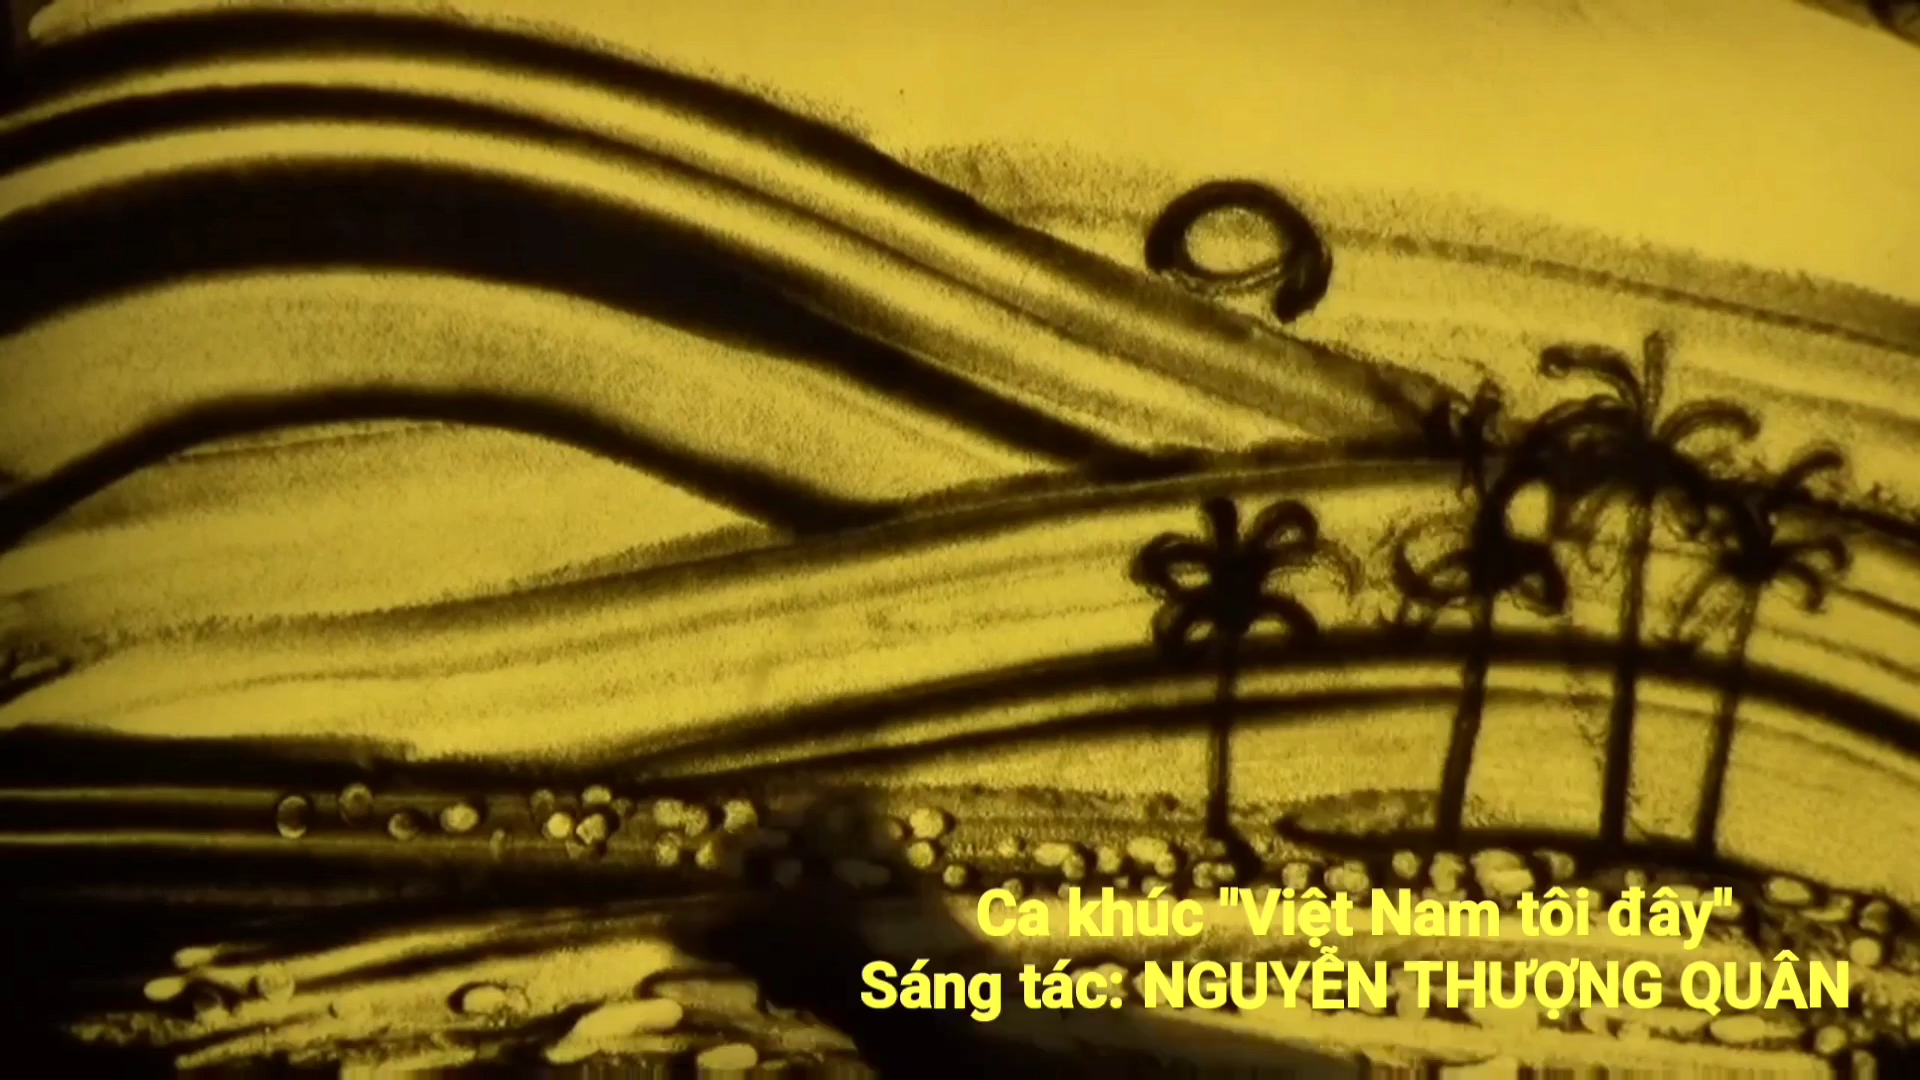 Ca khúc "Việt Nam tôi đây"
Sáng tác: NGUYỄN THƯỢNG QUÂN